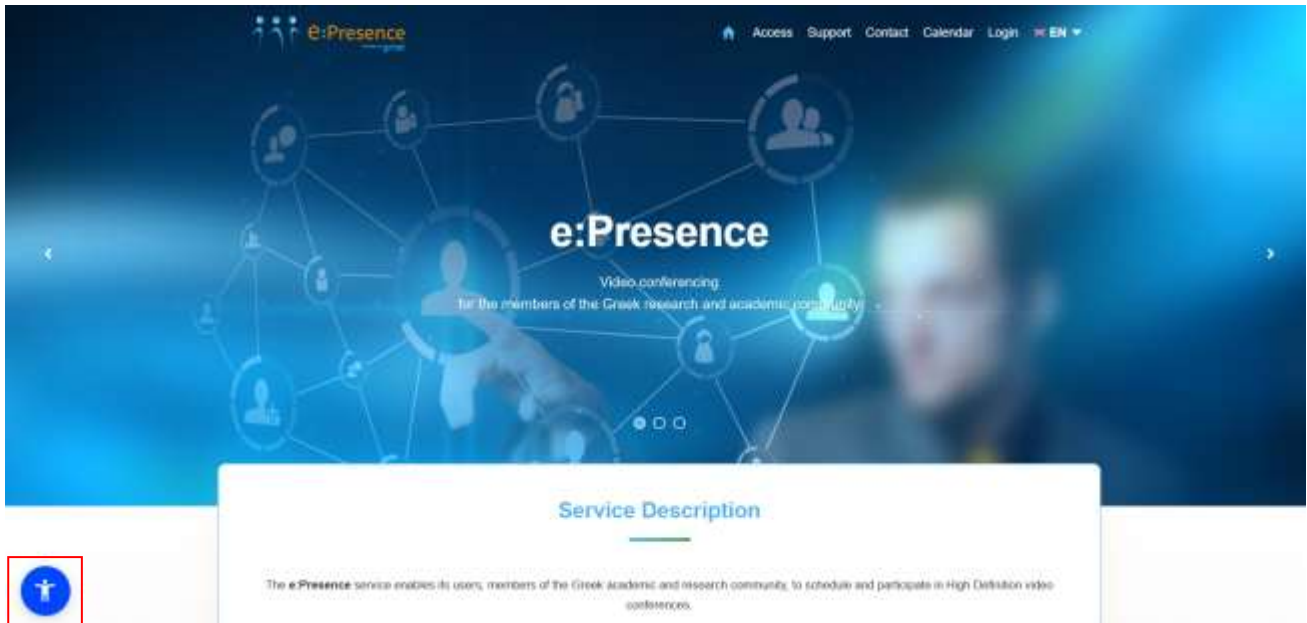 e:Presence
Access Support Contact Calendar Login EN
e:Presence
Video conferencing
for the members of the Greek research and academic community
Service Description
The e:Presence service enables its users, members of the Greek academic and research community, to schedule and participate in High Definition video
conferences.